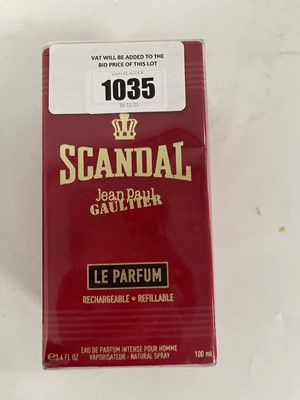 VAT WILL BE ADDED TO THE
BID PRICE OF THIS LOT
1035
SCANDAL
Jean Paul
GAULTIER
LE PARFUM
RECHARGEABLE • REFILLABLE
EAU DE PARFUM INTENSE POUR HOMME
℮3.4 FL OZ VAPORISATEUR - NATURAL SPRAY 100 ml